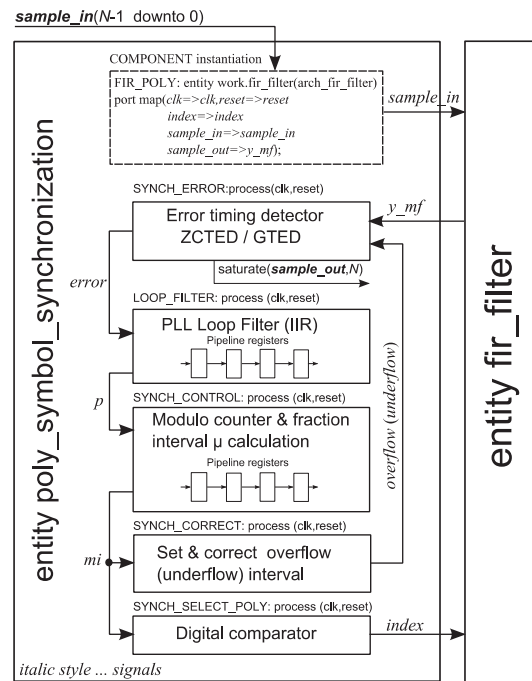 sample_in(N-1 downto 0)
COMPONENT instantiation
FIR_POLY: entity work.fir_filter(arch_fir_filter)
port map(clk=>clk,reset=>reset
index=>index
sample_in=>sample_in
sample_out=>y_mf);
sample_in
SYNCH_ERROR:process(clk,reset)
y_mf
Error timing detector
ZCTED / GTED
saturate(sample_out,N)
error
LOOP_FILTER: process (clk,reset)
PLL Loop Filter (IIR)
Pipeline registers
p
SYNCH_CONTROL: process (clk,reset)
Modulo counter & fraction
interval μ calculation
Pipeline registers
overflow (underflow)
SYNCH_CORRECT: process (clk,reset)
mi
Set & correct overflow
(underflow) interval
SYNCH_SELECT_POLY: process (clk,reset)
Digital comparator
index
italic style ... signals
entity poly_symbol_synchronization
entity fir_filter